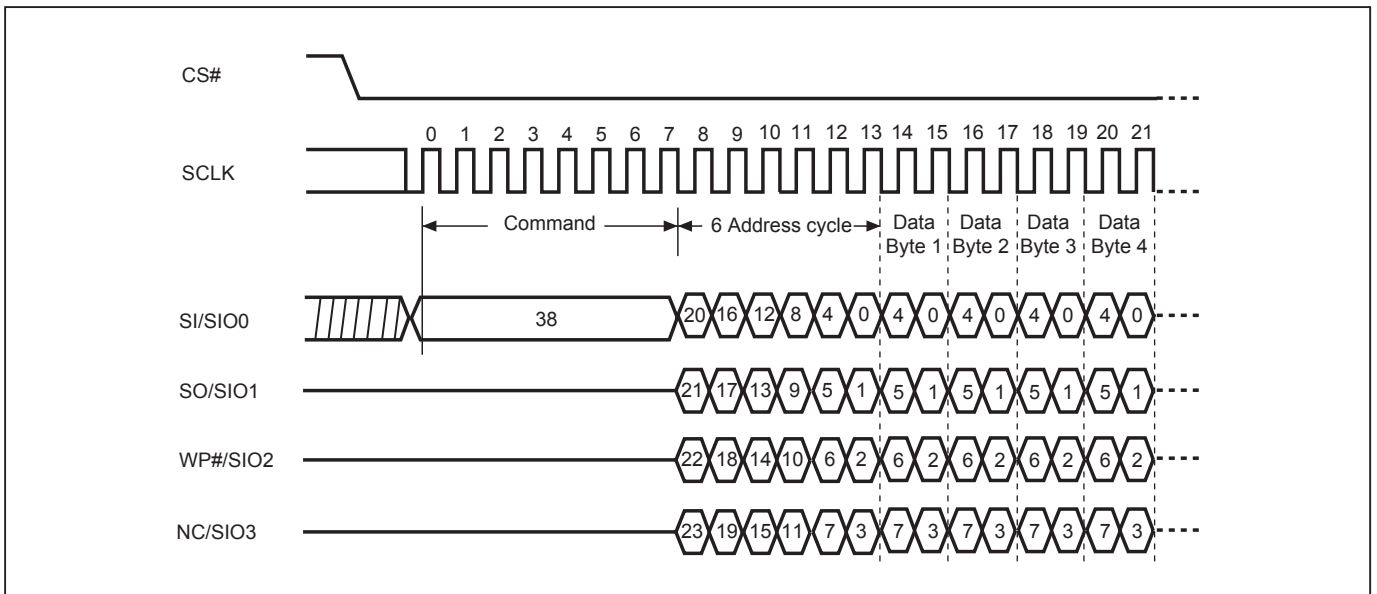 CS#
0 1 2 3 4 5 6 7 8 9 10 11 12 13 14 15 16 17 18 19 20 21
SCLK
Command 6 Address cycle Data Byte 1 Data Byte 2 Data Byte 3 Data Byte 4
SI/SIO0 38 20 16 12 8 4 0 4 0 4 0 4 0 4 0
SO/SIO1 21 17 13 9 5 1 5 1 5 1 5 1 5 1
WP#/SIO2 22 18 14 10 6 2 6 2 6 2 6 2 6 2
NC/SIO3 23 19 15 11 7 3 7 3 7 3 7 3 7 3